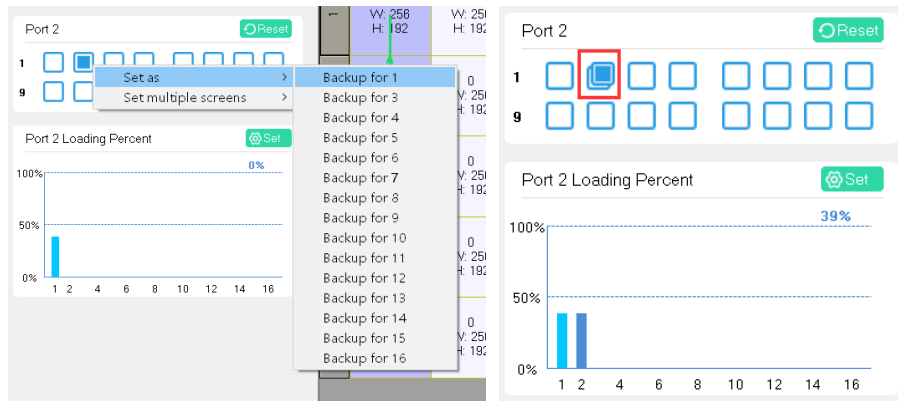 Port 2
Reset
1
9
Set as >
Set multiple screens >
Backup for 1
Backup for 3
Backup for 4
Backup for 5
Backup for 6
Backup for 7
Backup for 8
Backup for 9
Backup for 10
Backup for 11
Backup for 12
Backup for 13
Backup for 14
Backup for 15
Backup for 16
W: 256
H: 192
Port 2 Loading Percent
Set
0%
100%
50%
0%
1 2 4 6 8 10 12 14 16
0
0
0
0
Port 2
Reset
1
9
Port 2 Loading Percent
Set
39%
100%
50%
0%
1 2 4 6 8 10 12 14 16